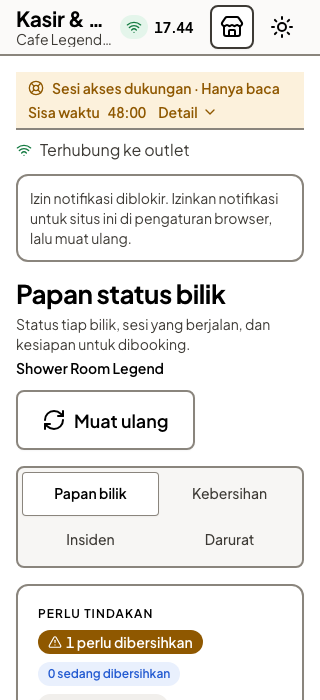 Kasir & ...
Cafe Legend...
17.44
Sesi akses dukungan · Hanya baca
Sisa waktu 48:00 Detail
Terhubung ke outlet
Izin notifikasi diblokir. Izinkan notifikasi
untuk situs ini di pengaturan browser,
lalu muat ulang.
Papan status bilik
Status tiap bilik, sesi yang berjalan, dan
kesiapan untuk dibooking.
Shower Room Legend
Muat ulang
Papan bilik
Kebersihan
Insiden
Darurat
PERLU TINDAKAN
1 perlu dibersihkan
0 sedang dibersihkan